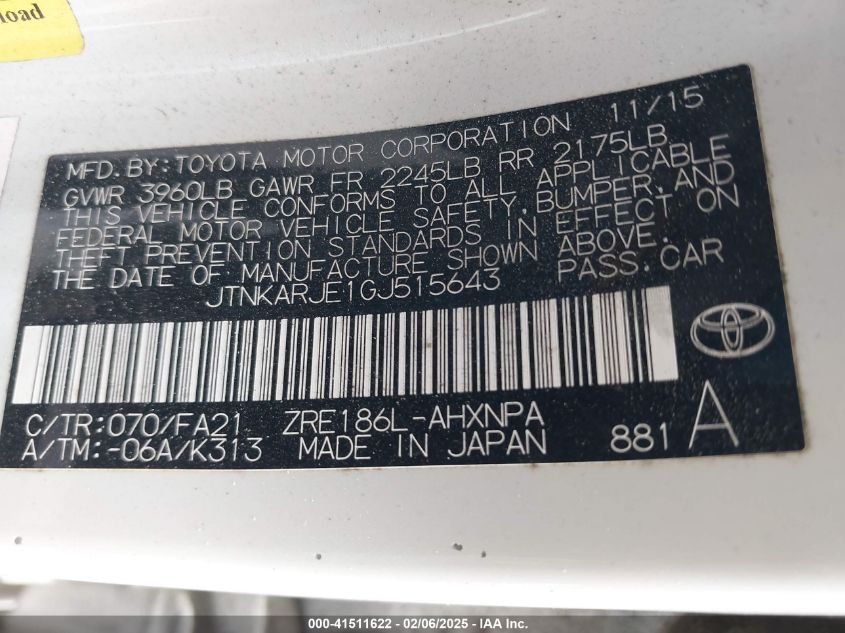 load
MFD. BY: TOYOTA MOTOR CORPORATION 11/15
GVWR 3960LB GAWR FR 2245LB RR 2175LB
THIS VEHICLE CONFORMS TO ALL APPLICABLE
FEDERAL MOTOR VEHICLE SAFETY, BUMPER, AND
THEFT PREVENTION STANDARDS IN EFFECT ON
THE DATE OF MANUFACTURE SHOWN ABOVE.
JTNKARJE1GJ515643 PASS. CAR
C/TR: 070/FA21 ZRE186L-AHXNPA
A/TM: -06A/K313 MADE IN JAPAN 881 A
000-41511622 - 02/06/2025 - IAA Inc.